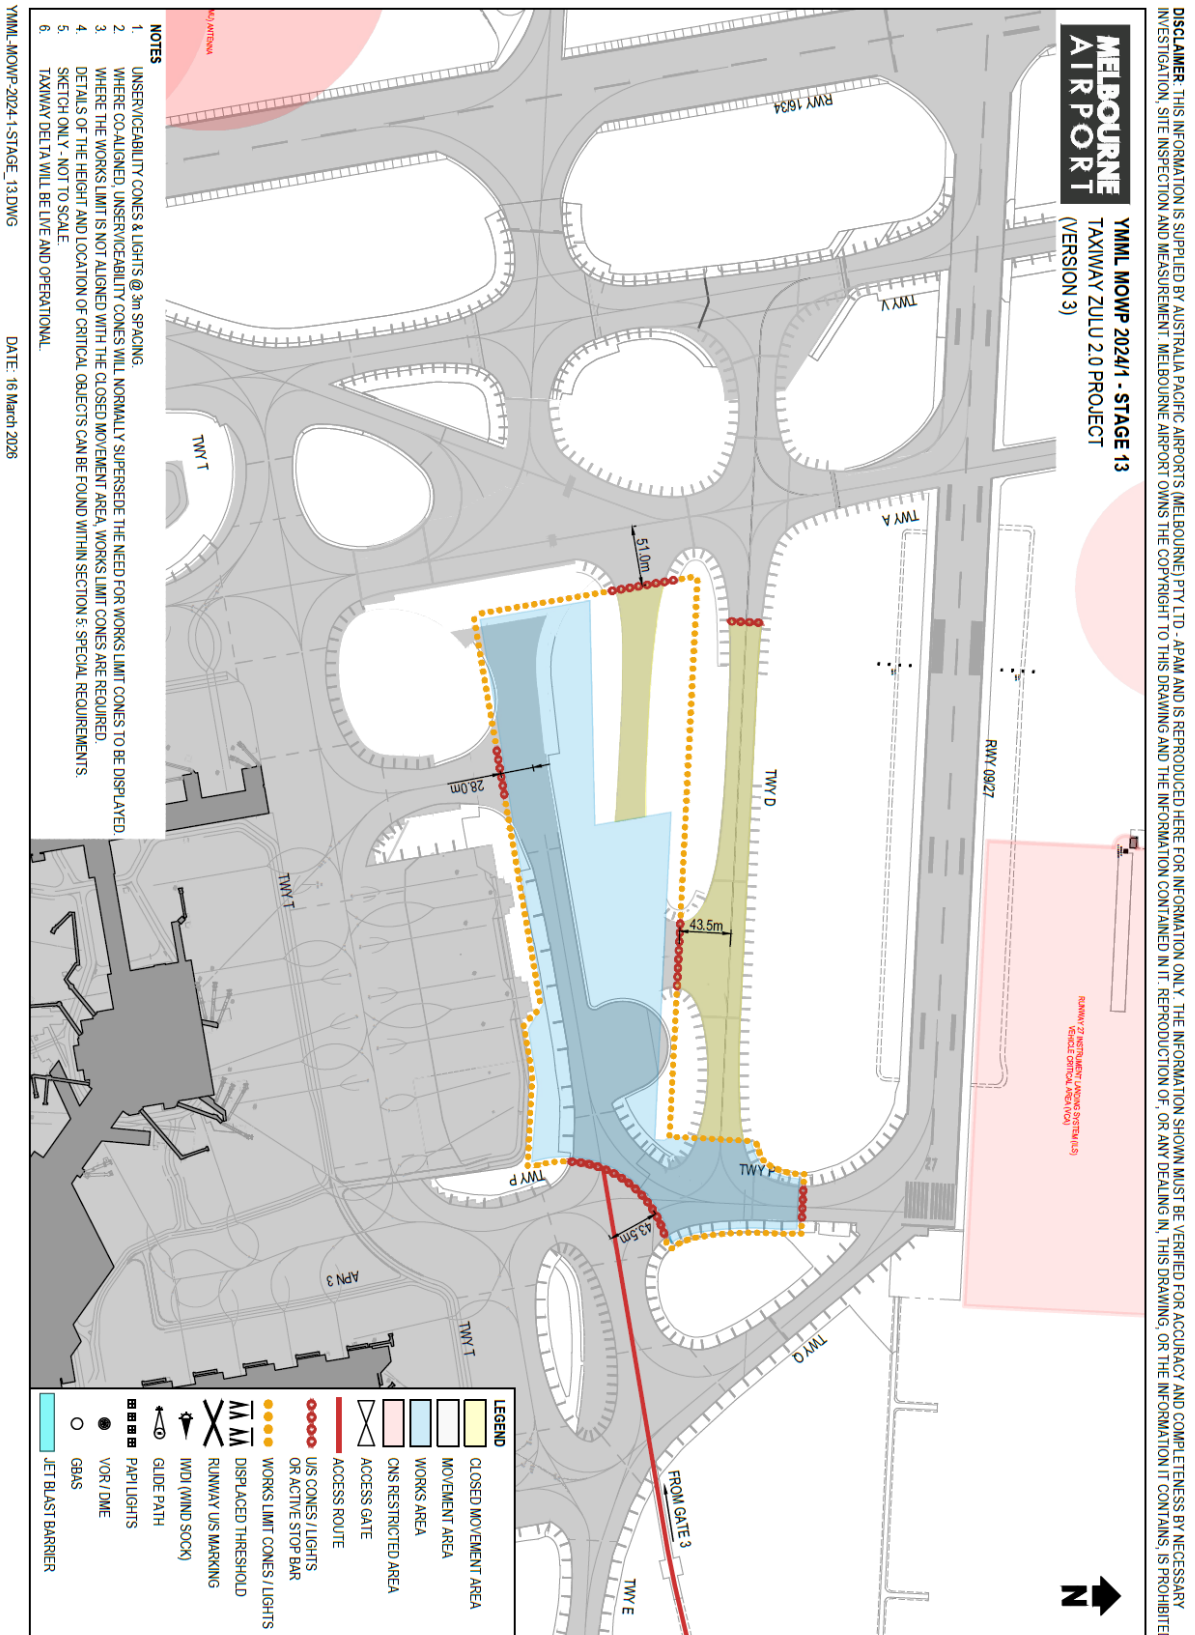 DISCLAIMER: THIS INFORMATION IS SUPPLIED BY AUSTRALIA PACIFIC AIRPORTS (MELBOURNE) PTY LTD - APAM AND IS REPRODUCED HERE FOR INFORMATION ONLY. THE INFORMATION SHOWN MUST BE VERIFIED FOR ACCURACY AND COMPLETENESS BY NECESSARY
INVESTIGATION, SITE INSPECTION AND MEASUREMENT. MELBOURNE AIRPORT OWNS THE COPYRIGHT TO THIS DRAWING AND THE INFORMATION CONTAINED IN IT. REPRODUCTION OF, OR ANY DEALING IN, THIS DRAWING, OR THE INFORMATION IT CONTAINS, IS PROHIBITE
MELBOURNE
AIRPORT
YMML MOWP 2024/1 - STAGE 13
TAXIWAY ZULU 2.0 PROJECT
(VERSION 3)
N
RWY 16/34
TWY V
TWY A
RWY 09/27
TWY D
RUNWAY 27 INSTRUMENT LANDING SYSTEM (ILS)
VEHICLE CRITICAL AREA (VCA)
27
51.0m
28.0m
43.5m
TWY P
TWY P
43.5m
TWY Q
TWY T
TWY T
TWY T
APN 3
FROM GATE 3
TWY E
ANTENNA
NOTES
1. UNSERVICEABILITY CONES & LIGHTS @ 3m SPACING.
2. WHERE CO-ALIGNED, UNSERVICEABILITY CONES WILL NORMALLY SUPERSEDE THE NEED FOR WORKS LIMIT CONES TO BE DISPLAYED.
3. WHERE THE WORKS LIMIT IS NOT ALIGNED WITH THE CLOSED MOVEMENT AREA, WORKS LIMIT CONES ARE REQUIRED.
4. DETAILS OF THE HEIGHT AND LOCATION OF CRITICAL OBJECTS CAN BE FOUND WITHIN SECTION 5: SPECIAL REQUIREMENTS.
5. SKETCH ONLY - NOT TO SCALE.
6. TAXIWAY DELTA WILL BE LIVE AND OPERATIONAL.
LEGEND
CLOSED MOVEMENT AREA
MOVEMENT AREA
WORKS AREA
CNS RESTRICTED AREA
ACCESS GATE
ACCESS ROUTE
U/S CONES / LIGHTS
OR ACTIVE STOP BAR
WORKS LIMIT CONES / LIGHTS
DISPLACED THRESHOLD
RUNWAY U/S MARKING
IWDI (WIND SOCK)
GLIDE PATH
PAPI LIGHTS
VOR / DME
GBAS
JET BLAST BARRIER
YMML-MOWP-2024-1-STAGE_13.DWG
DATE: 16 March 2026